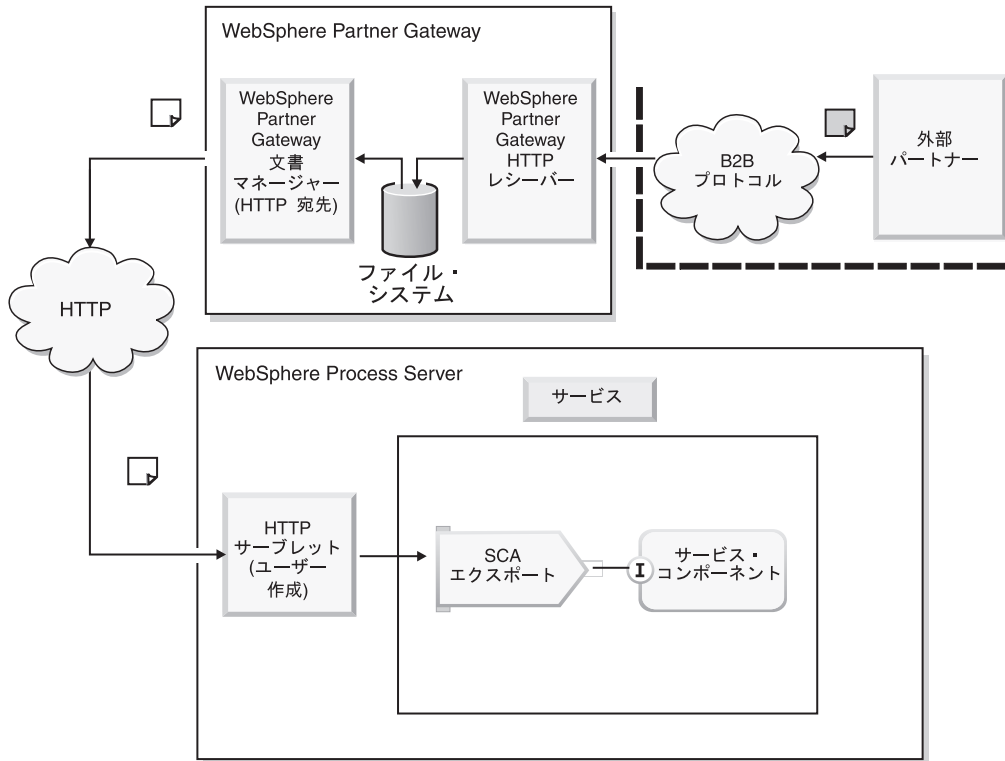 WebSphere Partner Gateway
WebSphere
Partner
Gateway
文書
マネージャー
(HTTP 宛先)
WebSphere
Partner
Gateway
HTTP
レシーバー
ファイル・
システム
B2B
プロトコル
外部
パートナー
HTTP
WebSphere Process Server
サービス
HTTP
サーブレット
(ユーザー
作成)
SCA
エクスポート
I
サービス・
コンポーネント